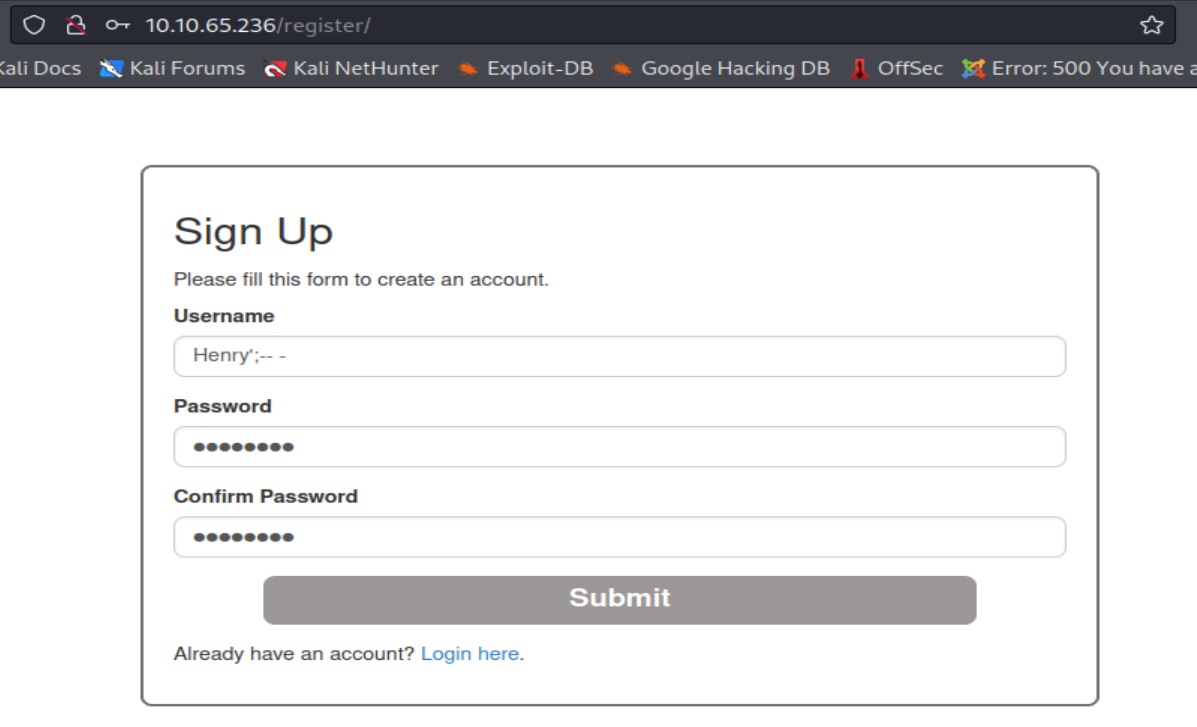 10.10.65.236/register/
Kali Docs Kali Forums Kali NetHunter Exploit-DB Google Hacking DB OffSec Error: 500 You have a
Sign Up
Please fill this form to create an account.
Username
Henry';-- -
Password
••••••••
Confirm Password
••••••••
Submit
Already have an account? Login here.